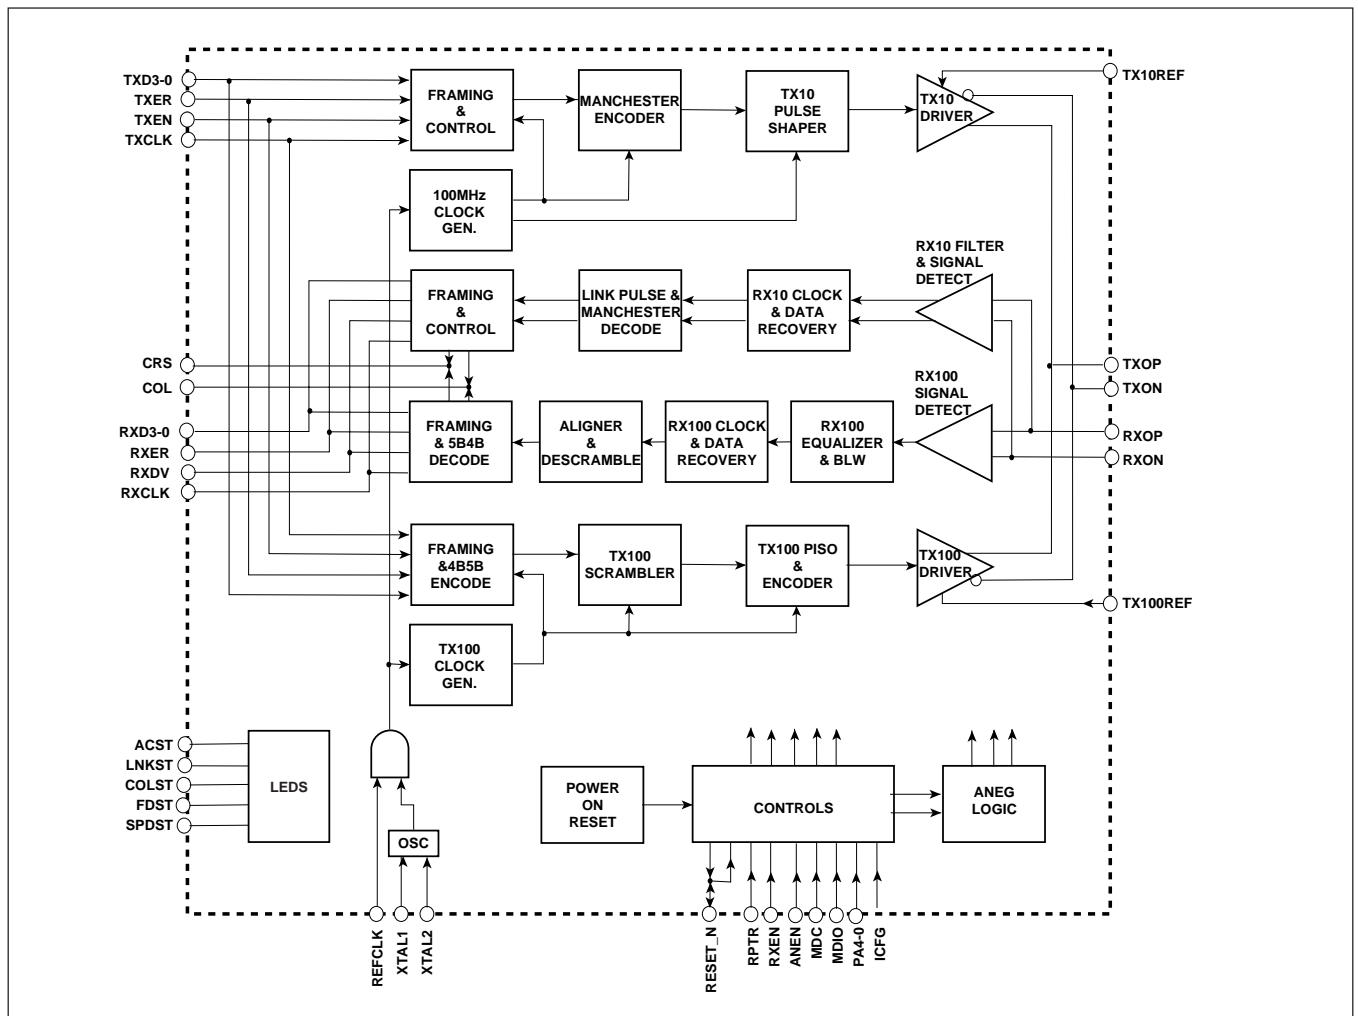 TXD3-0
TXER
TXEN
TXCLK
FRAMING
&
CONTROL
MANCHESTER
ENCODER
TX10
PULSE
SHAPER
TX10
DRIVER
TX10REF
100MHz
CLOCK
GEN.
FRAMING
&
CONTROL
LINK PULSE &
MANCHESTER
DECODE
RX10 CLOCK
& DATA
RECOVERY
RX10 FILTER
& SIGNAL
DETECT
CRS
COL
RXD3-0
RXER
RXDV
RXCLK
FRAMING
& 5B4B
DECODE
ALIGNER
&
DESCRAMBLE
RX100 CLOCK
& DATA
RECOVERY
RX100
EQUALIZER
& BLW
RX100
SIGNAL
DETECT
TXOP
TXON
RXOP
RXON
FRAMING
&4B5B
ENCODE
TX100
SCRAMBLER
TX100 PISO
&
ENCODER
TX100
DRIVER
TX100REF
TX100
CLOCK
GEN.
ACST
LNKST
COLST
FDST
SPDST
LEDS
OSC
POWER
ON
RESET
CONTROLS
ANEG
LOGIC
REFCLK
XTAL1
XTAL2
RESET_N
RPTR
RXEN
ANEN
MDC
MDIO
PA4-0
ICFG